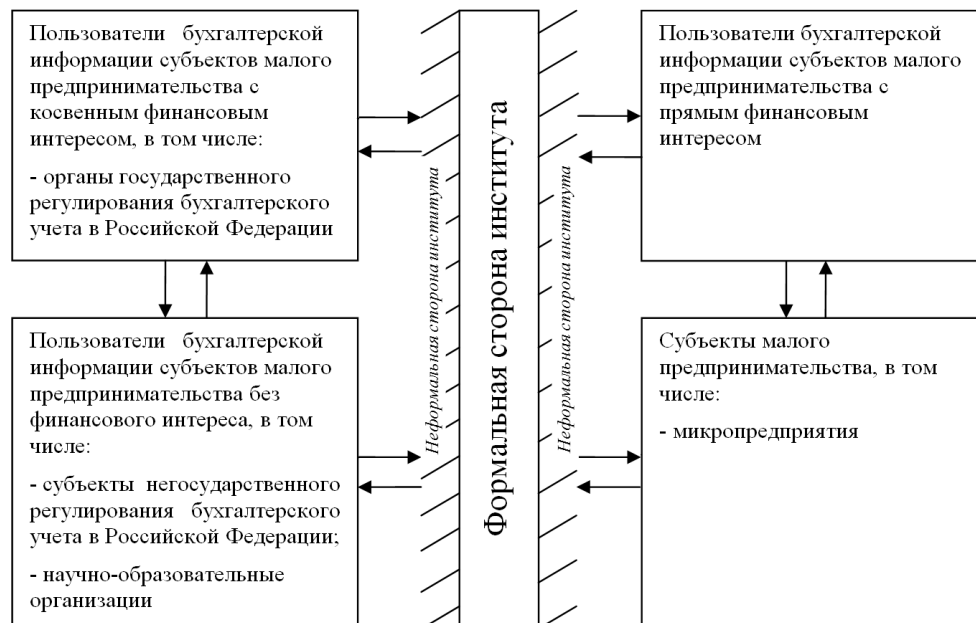 Пользователи бухгалтерской
информации субъектов малого
предпринимательства с
косвенным финансовым
интересом, в том числе:
- органы государственного
регулирования бухгалтерского
учета в Российской Федерации
Пользователи бухгалтерской
информации субъектов малого
предпринимательства без
финансового интереса, в том
числе:
- субъекты негосударственного
регулирования бухгалтерского
учета в Российской Федерации;
- научно-образовательные
организации
Неформальная сторона института
Формальная сторона института
Неформальная сторона института
Пользователи бухгалтерской
информации субъектов малого
предпринимательства с
прямым финансовым
интересом
Субъекты малого
предпринимательства, в том
числе:
- микропредприятия